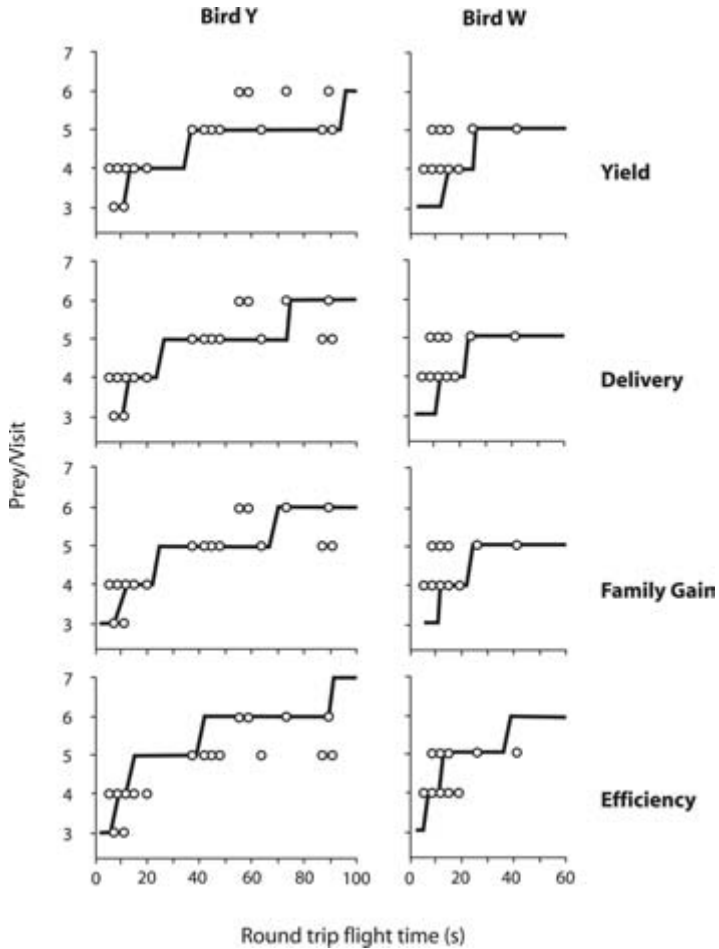 Bird Y
Bird W
7
6
5
4
3
Yield
7
6
5
4
3
Delivery
Prey/Visit
7
6
5
4
3
Family Gain
7
6
5
4
3
Efficiency
0 20 40 60 80 100
0 20 40 60
Round trip flight time (s)